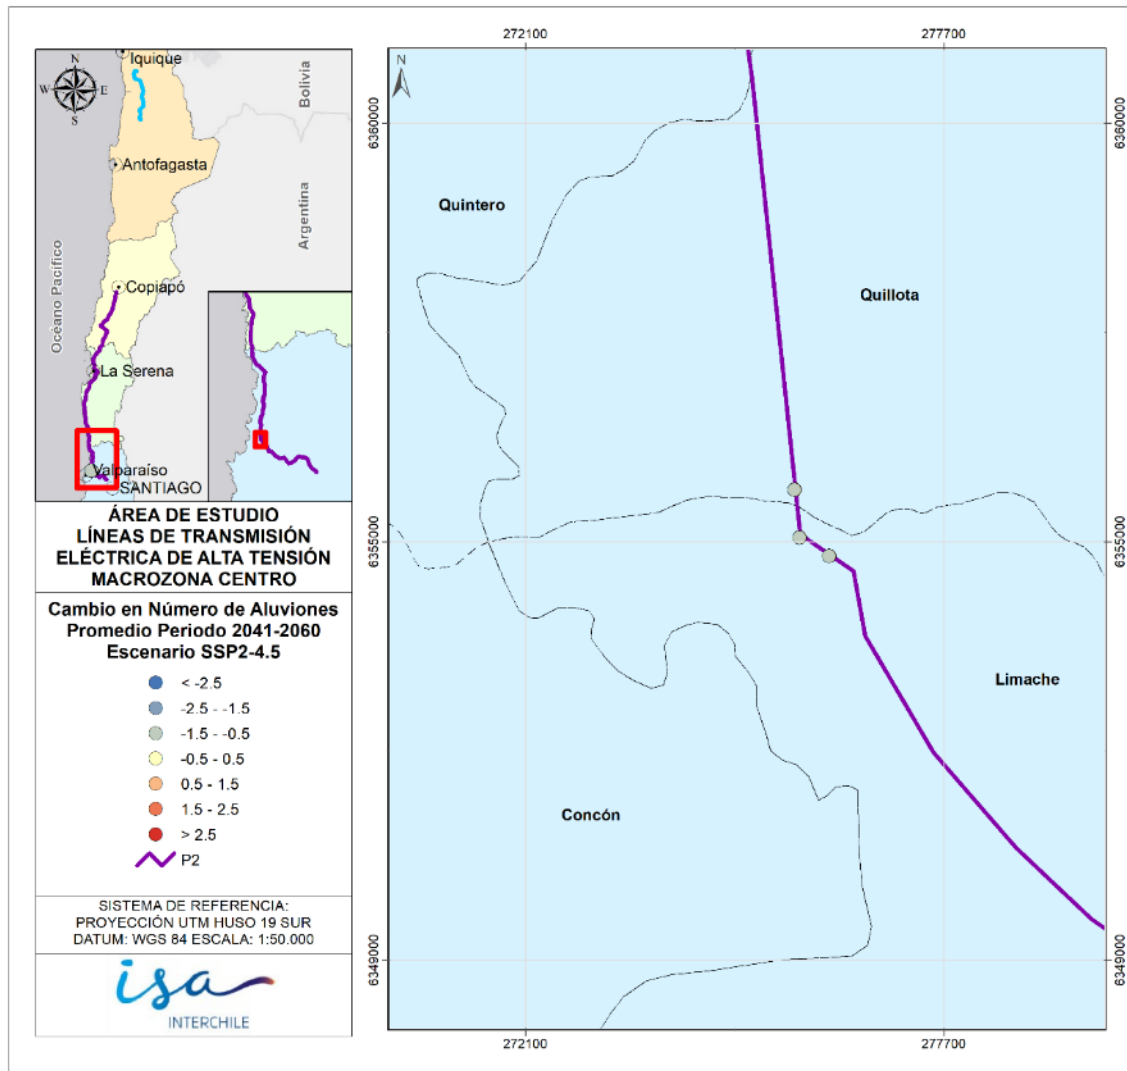 Iquique
N
W
E
S
Bolivia
Antofagasta
Argentina
Océano Pacífico
Copiapó
La Serena
Valparaíso
SANTIAGO
ÁREA DE ESTUDIO
LÍNEAS DE TRANSMISIÓN
ELÉCTRICA DE ALTA TENSIÓN
MACROZONA CENTRO
Cambio en Número de Aluviones
Promedio Periodo 2041-2060
Escenario SSP2-4.5
< -2.5
-2.5 - -1.5
-1.5 - -0.5
-0.5 - 0.5
0.5 - 1.5
1.5 - 2.5
> 2.5
P2
SISTEMA DE REFERENCIA:
PROYECCIÓN UTM HUSO 19 SUR
DATUM: WGS 84 ESCALA: 1:50.000
isa
INTERCHILE
272100
277700
N
6360000
6360000
Quintero
Quillota
6355000
6355000
Limache
Concón
6349000
6349000
272100
277700